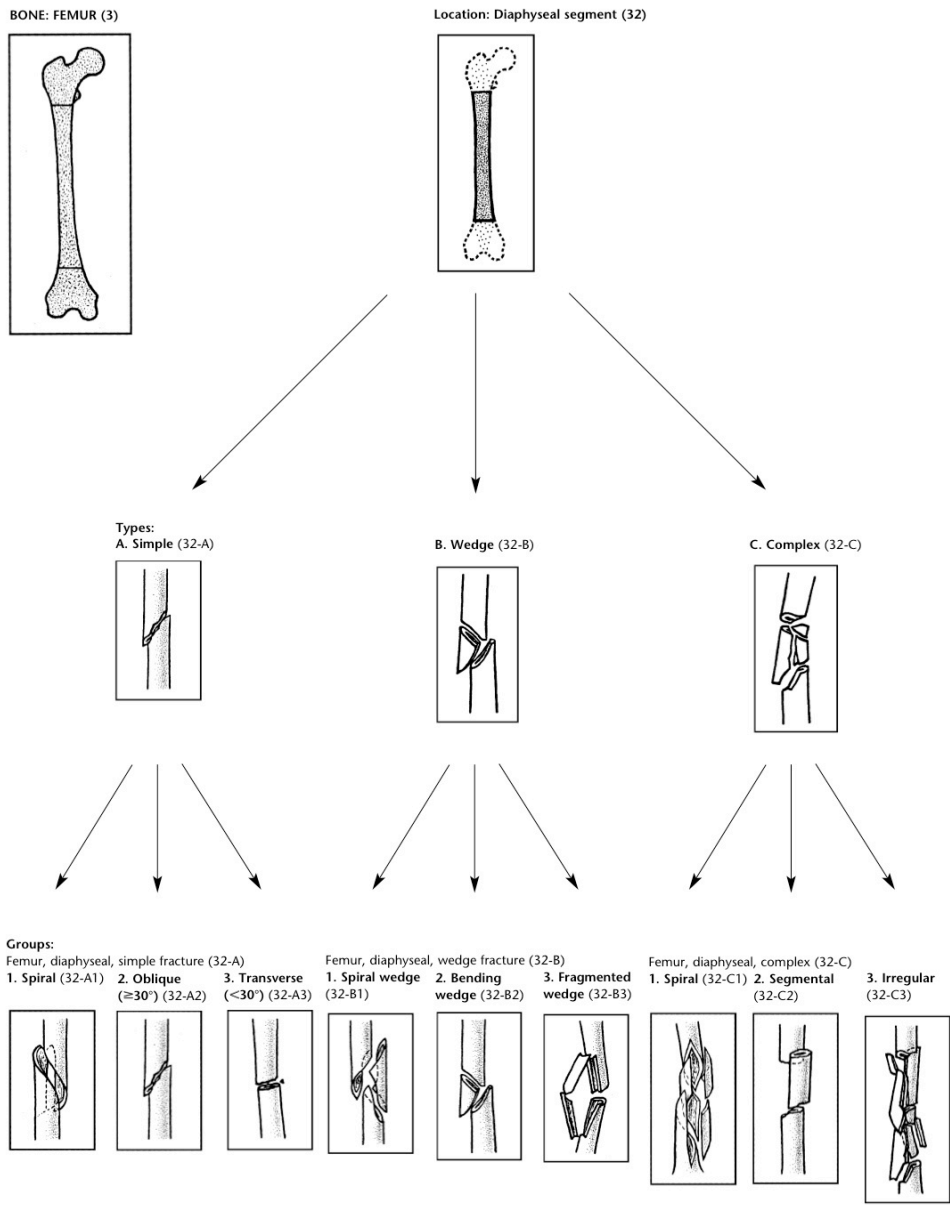 BONE: FEMUR (3)
Location: Diaphyseal segment (32)
Types:
A. Simple (32-A)
B. Wedge (32-B)
C. Complex (32-C)
Groups:
Femur, diaphyseal, simple fracture (32-A)
1. Spiral (32-A1)
2. Oblique
(≥30°) (32-A2)
3. Transverse
(<30°) (32-A3)
Femur, diaphyseal, wedge fracture (32-B)
1. Spiral wedge
(32-B1)
2. Bending
wedge (32-B2)
3. Fragmented
wedge (32-B3)
Femur, diaphyseal, complex (32-C)
1. Spiral (32-C1)
2. Segmental
(32-C2)
3. Irregular
(32-C3)